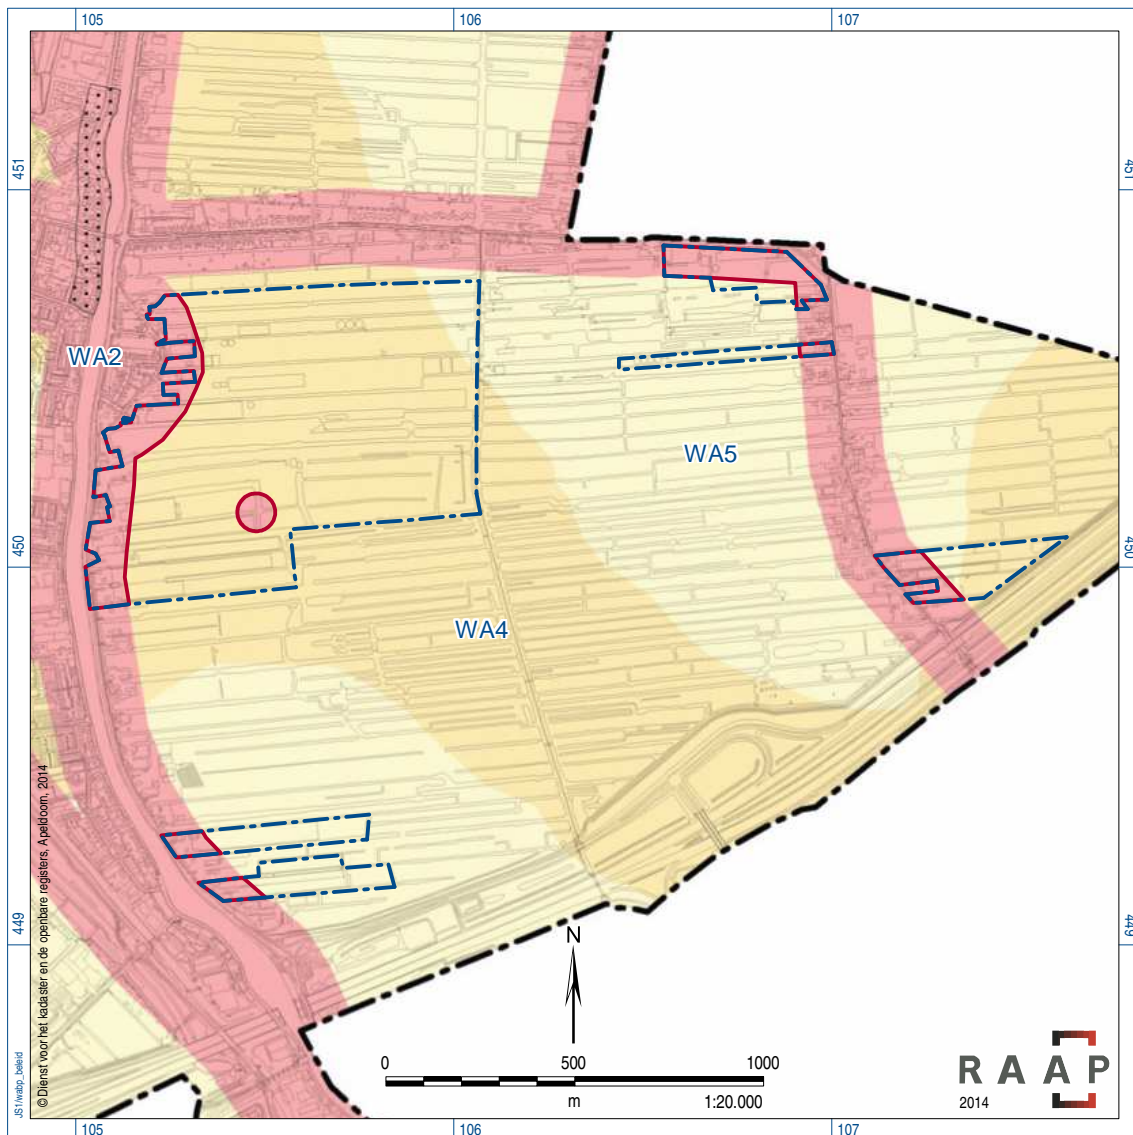 105
106
107
451
451
WA2
WA5
450
450
WA4
449
449
© Dienst voor het kadaster en de openbare registers, Apeldoorn, 2014
JS1/wabp_beleid
N
0 500 1000
m 1:20.000
RAAP
2014
105
106
107